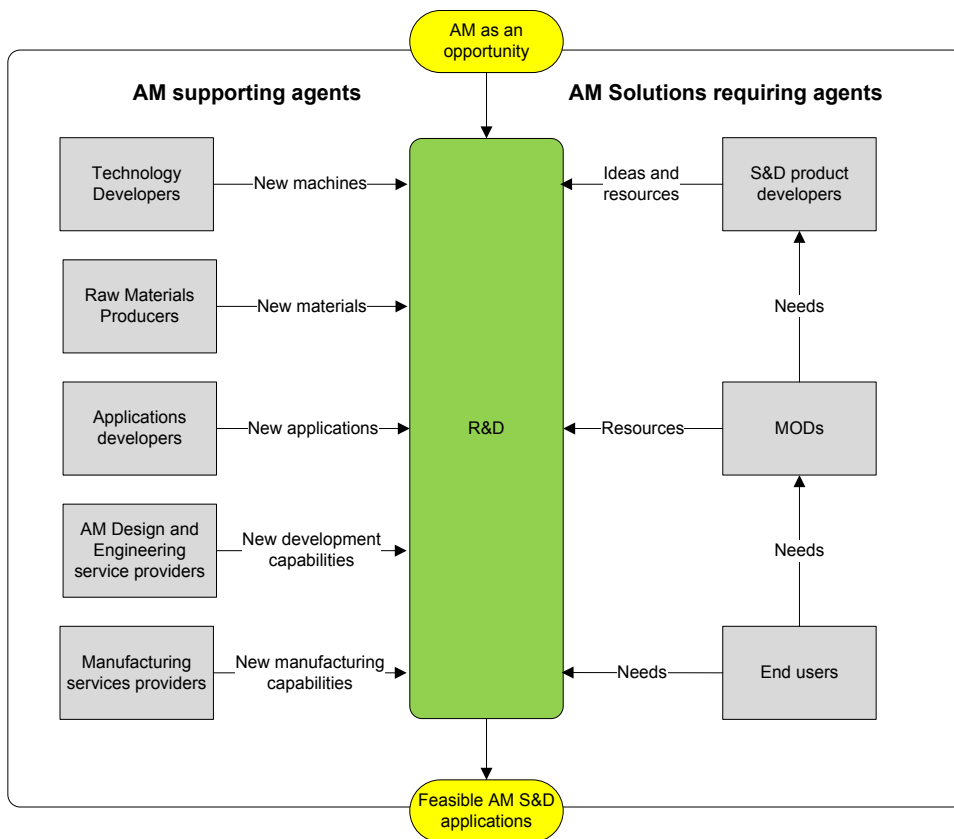 AM as an
opportunity
AM supporting agents
AM Solutions requiring agents
Technology
Developers
New machines
Ideas and
resources
S&D product
developers
Raw Materials
Producers
New materials
Needs
Applications
developers
New applications
R&D
Resources
MODs
AM Design and
Engineering
service providers
New development
capabilities
Needs
Manufacturing
services providers
New manufacturing
capabilities
Needs
End users
Feasible AM S&D
applications